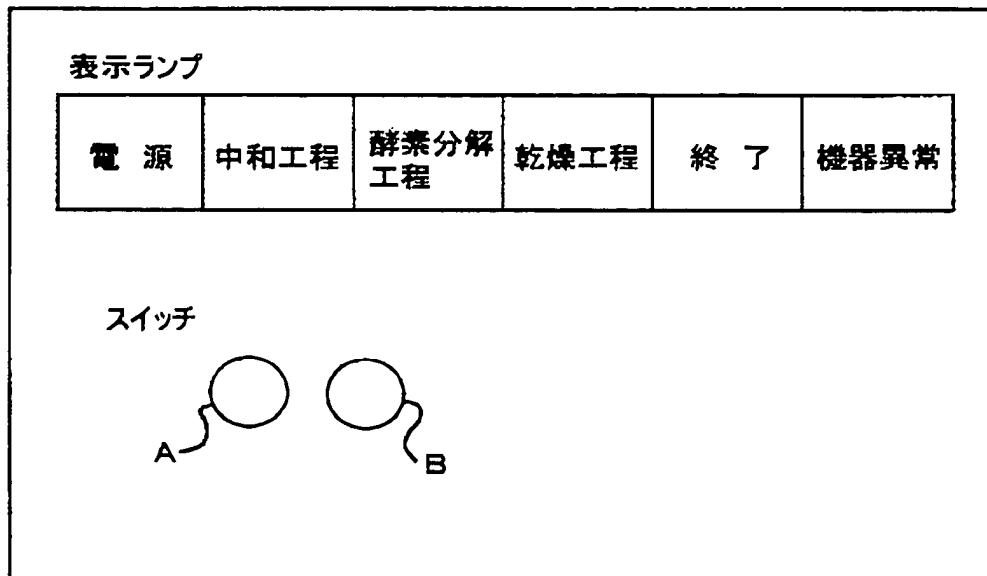 表示ランプ
電 源
中和工程
酵素分解
工程
乾燥工程
終 了
機器異常
スイッチ
A
B